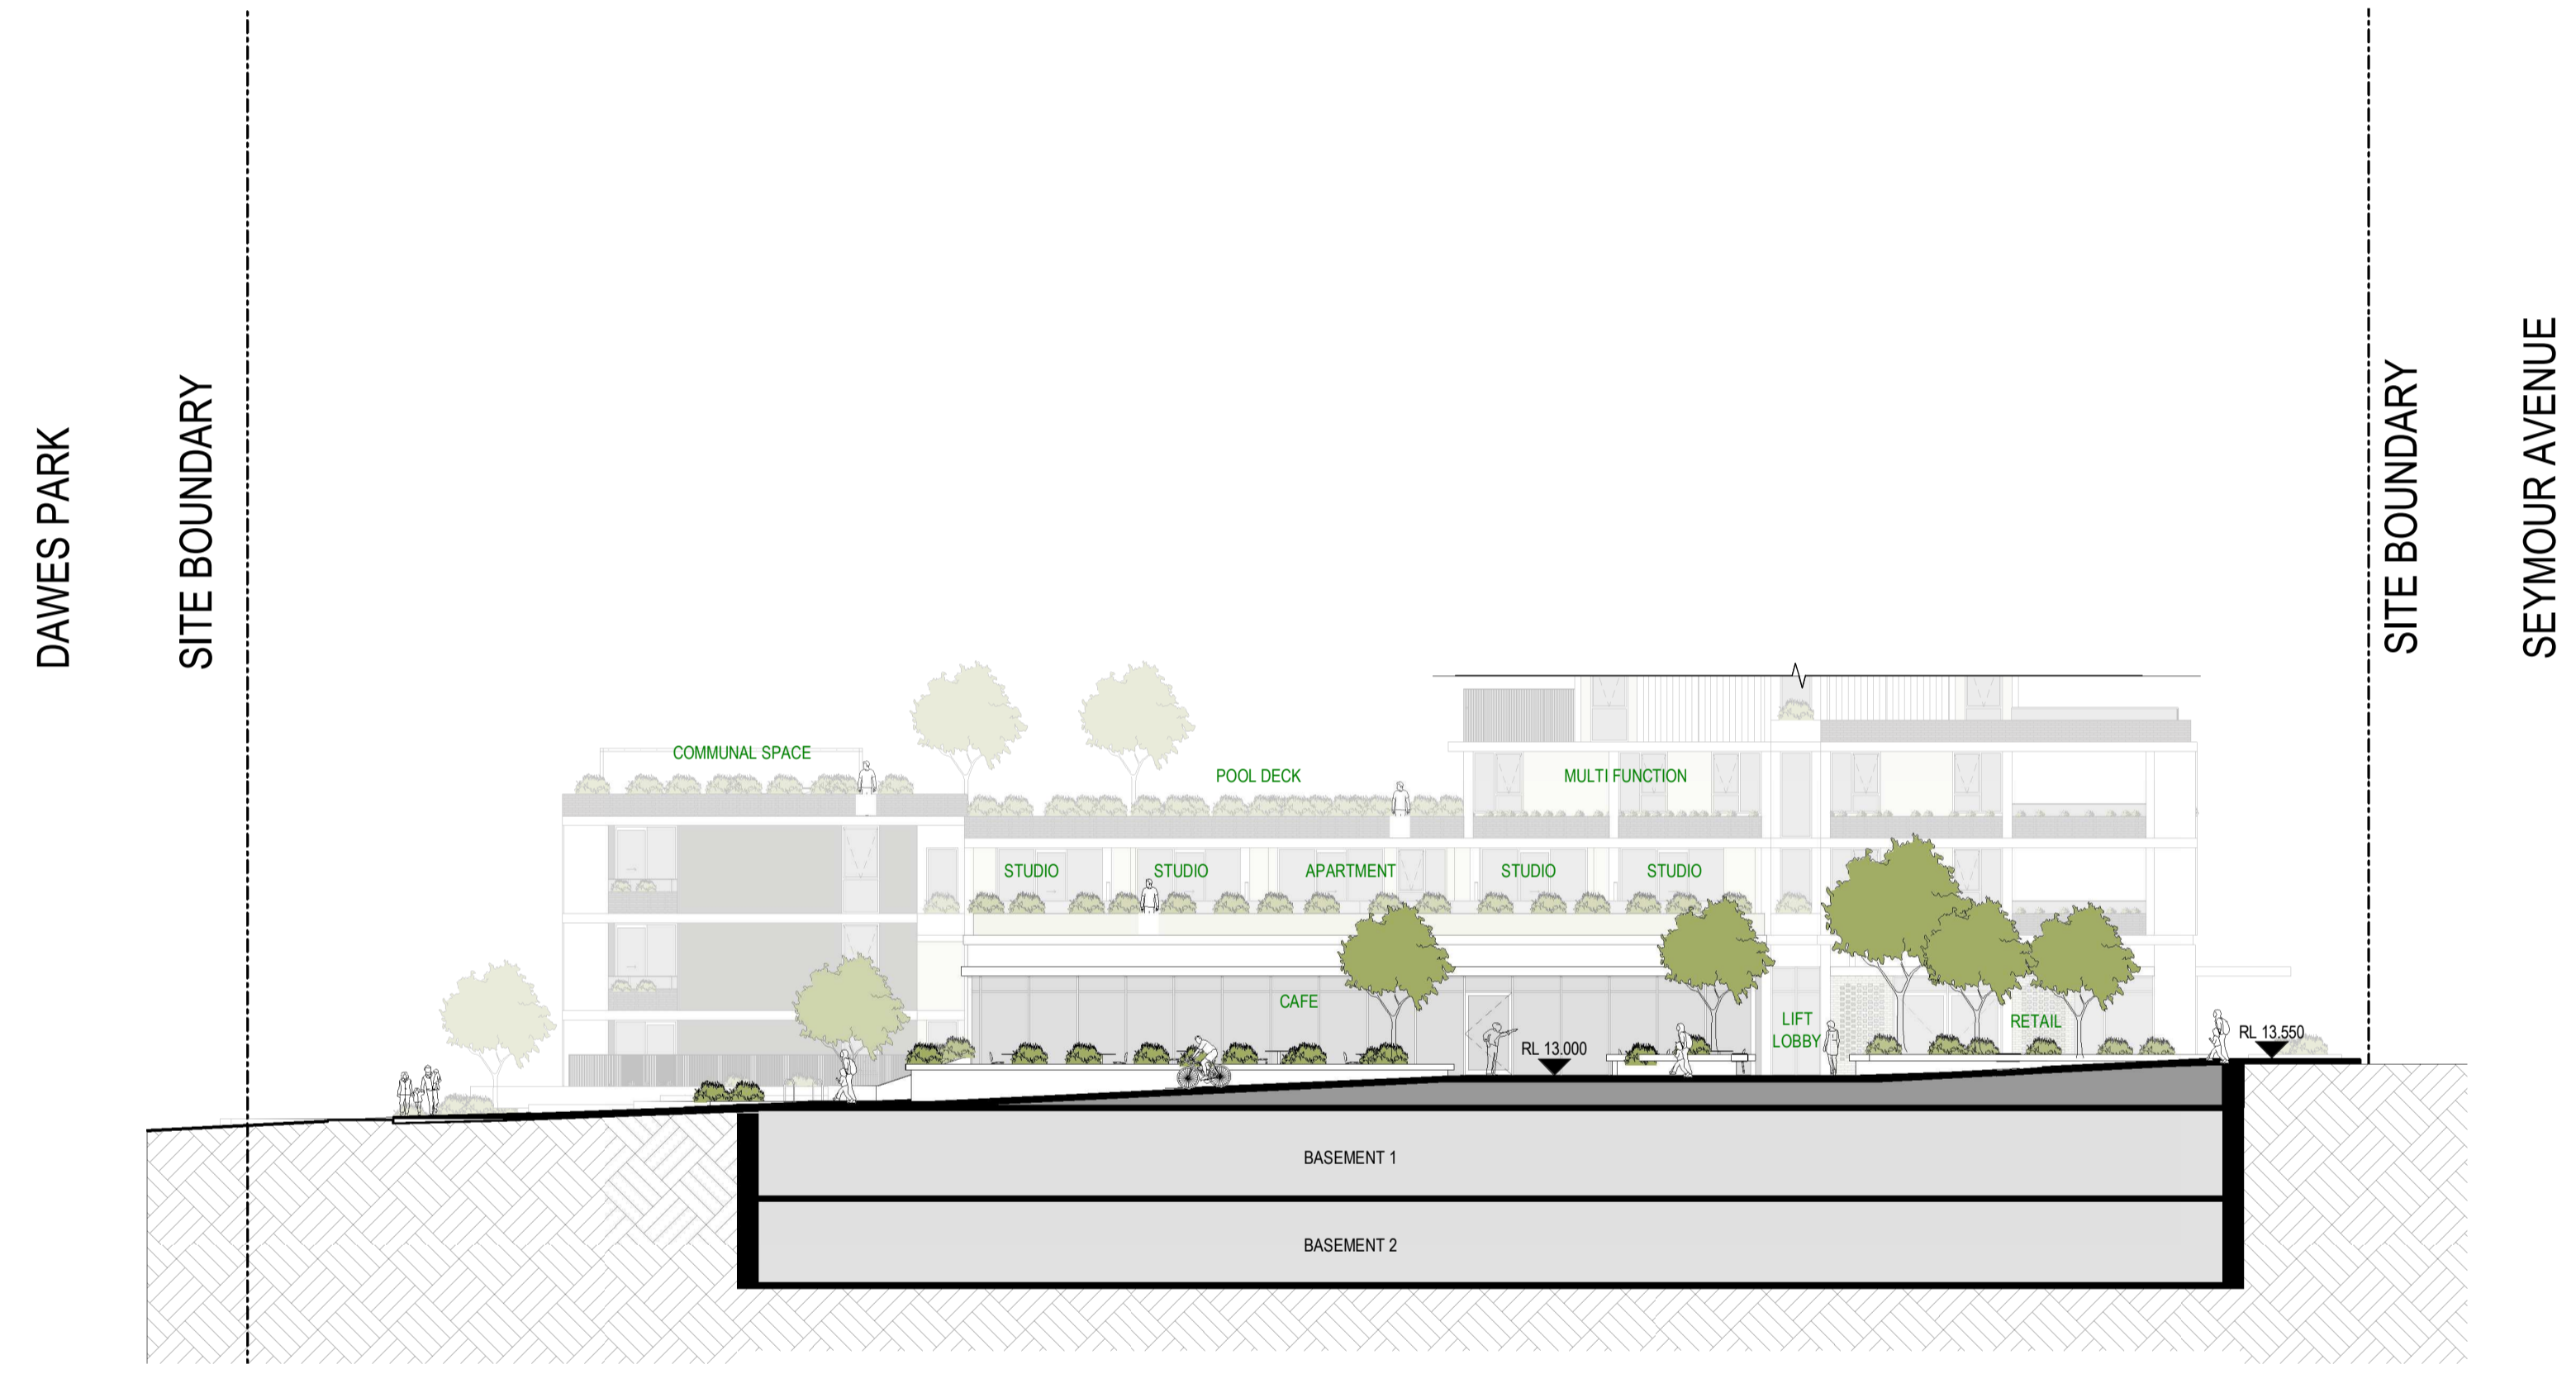 DAWES PARK
SITE BOUNDARY
SITE BOUNDARY
SEYMOUR AVENUE
COMMUNAL SPACE
POOL DECK
MULTI FUNCTION
STUDIO
STUDIO
APARTMENT
STUDIO
STUDIO
CAFE
LIFT
LOBBY
RETAIL
RL 13.000
RL 13.550
BASEMENT 1
BASEMENT 2